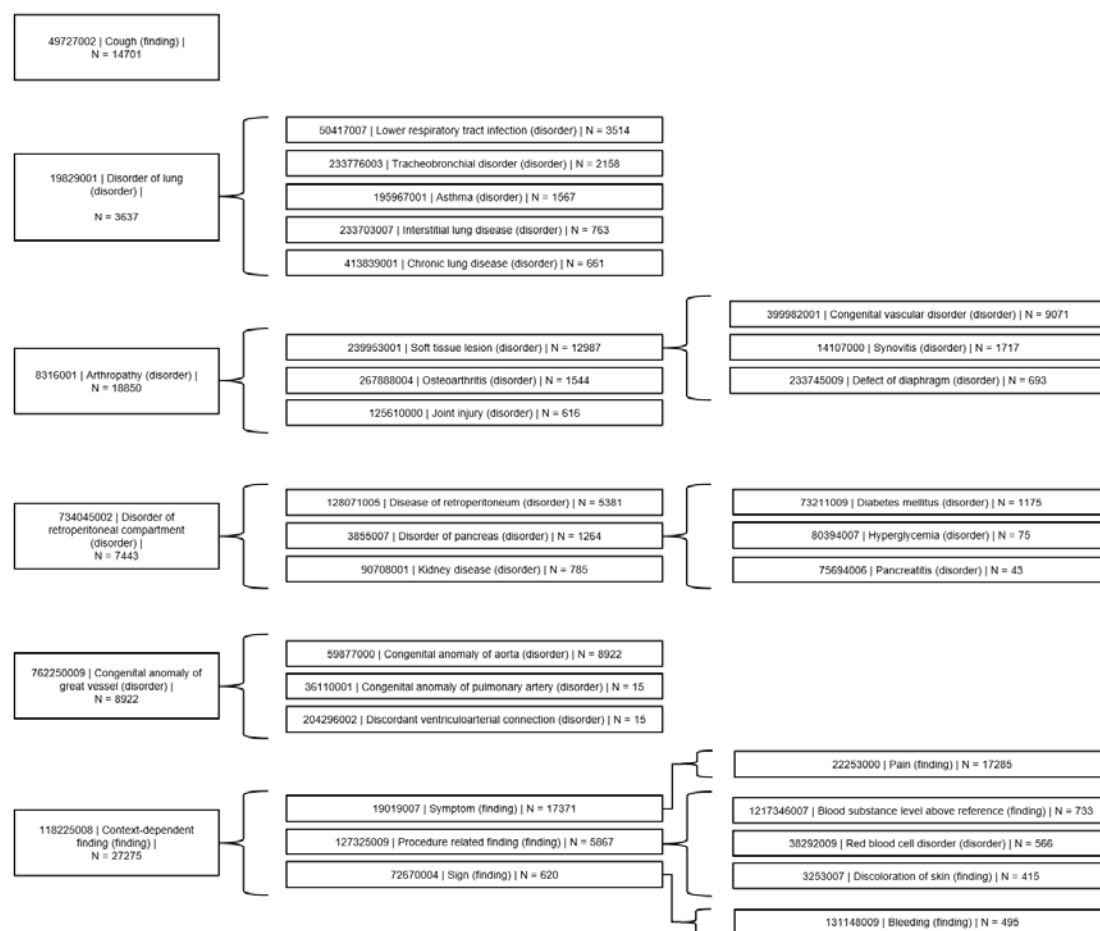 49727002 | Cough (finding) |
N = 14701
19829001 | Disorder of lung
(disorder) |
N = 3637
50417007 | Lower respiratory tract infection (disorder) | N = 3514
233776003 | Tracheobronchial disorder (disorder) | N = 2158
195967001 | Asthma (disorder) | N = 1567
233703007 | Interstitial lung disease (disorder) | N = 763
413839001 | Chronic lung disease (disorder) | N = 661
8316001 | Arthropathy (disorder) |
N = 18850
239953001 | Soft tissue lesion (disorder) | N = 12987
267888004 | Osteoarthritis (disorder) | N = 1544
125610000 | Joint injury (disorder) | N = 616
399982001 | Congenital vascular disorder (disorder) | N = 9071
14107000 | Synovitis (disorder) | N = 1717
233745009 | Defect of diaphragm (disorder) | N = 693
734045002 | Disorder of
retroperitoneal compartment
(disorder) |
N = 7443
128071005 | Disease of retroperitoneum (disorder) | N = 5381
3855007 | Disorder of pancreas (disorder) | N = 1264
90708001 | Kidney disease (disorder) | N = 785
73211009 | Diabetes mellitus (disorder) | N = 1175
80394007 | Hyperglycemia (disorder) | N = 75
75694006 | Pancreatitis (disorder) | N = 43
762250009 | Congenital anomaly of
great vessel (disorder) |
N = 8922
59877000 | Congenital anomaly of aorta (disorder) | N = 8922
36110001 | Congenital anomaly of pulmonary artery (disorder) | N = 15
204296002 | Discordant ventriculoarterial connection (disorder) | N = 15
118225008 | Context-dependent
finding (finding) |
N = 27275
19019007 | Symptom (finding) | N = 17371
127325009 | Procedure related finding (finding) | N = 5867
72670004 | Sign (finding) | N = 620
22253000 | Pain (finding) | N = 17285
1217346007 | Blood substance level above reference (finding) | N = 733
38292009 | Red blood cell disorder (disorder) | N = 566
3253007 | Discoloration of skin (finding) | N = 415
131148009 | Bleeding (finding) | N = 495